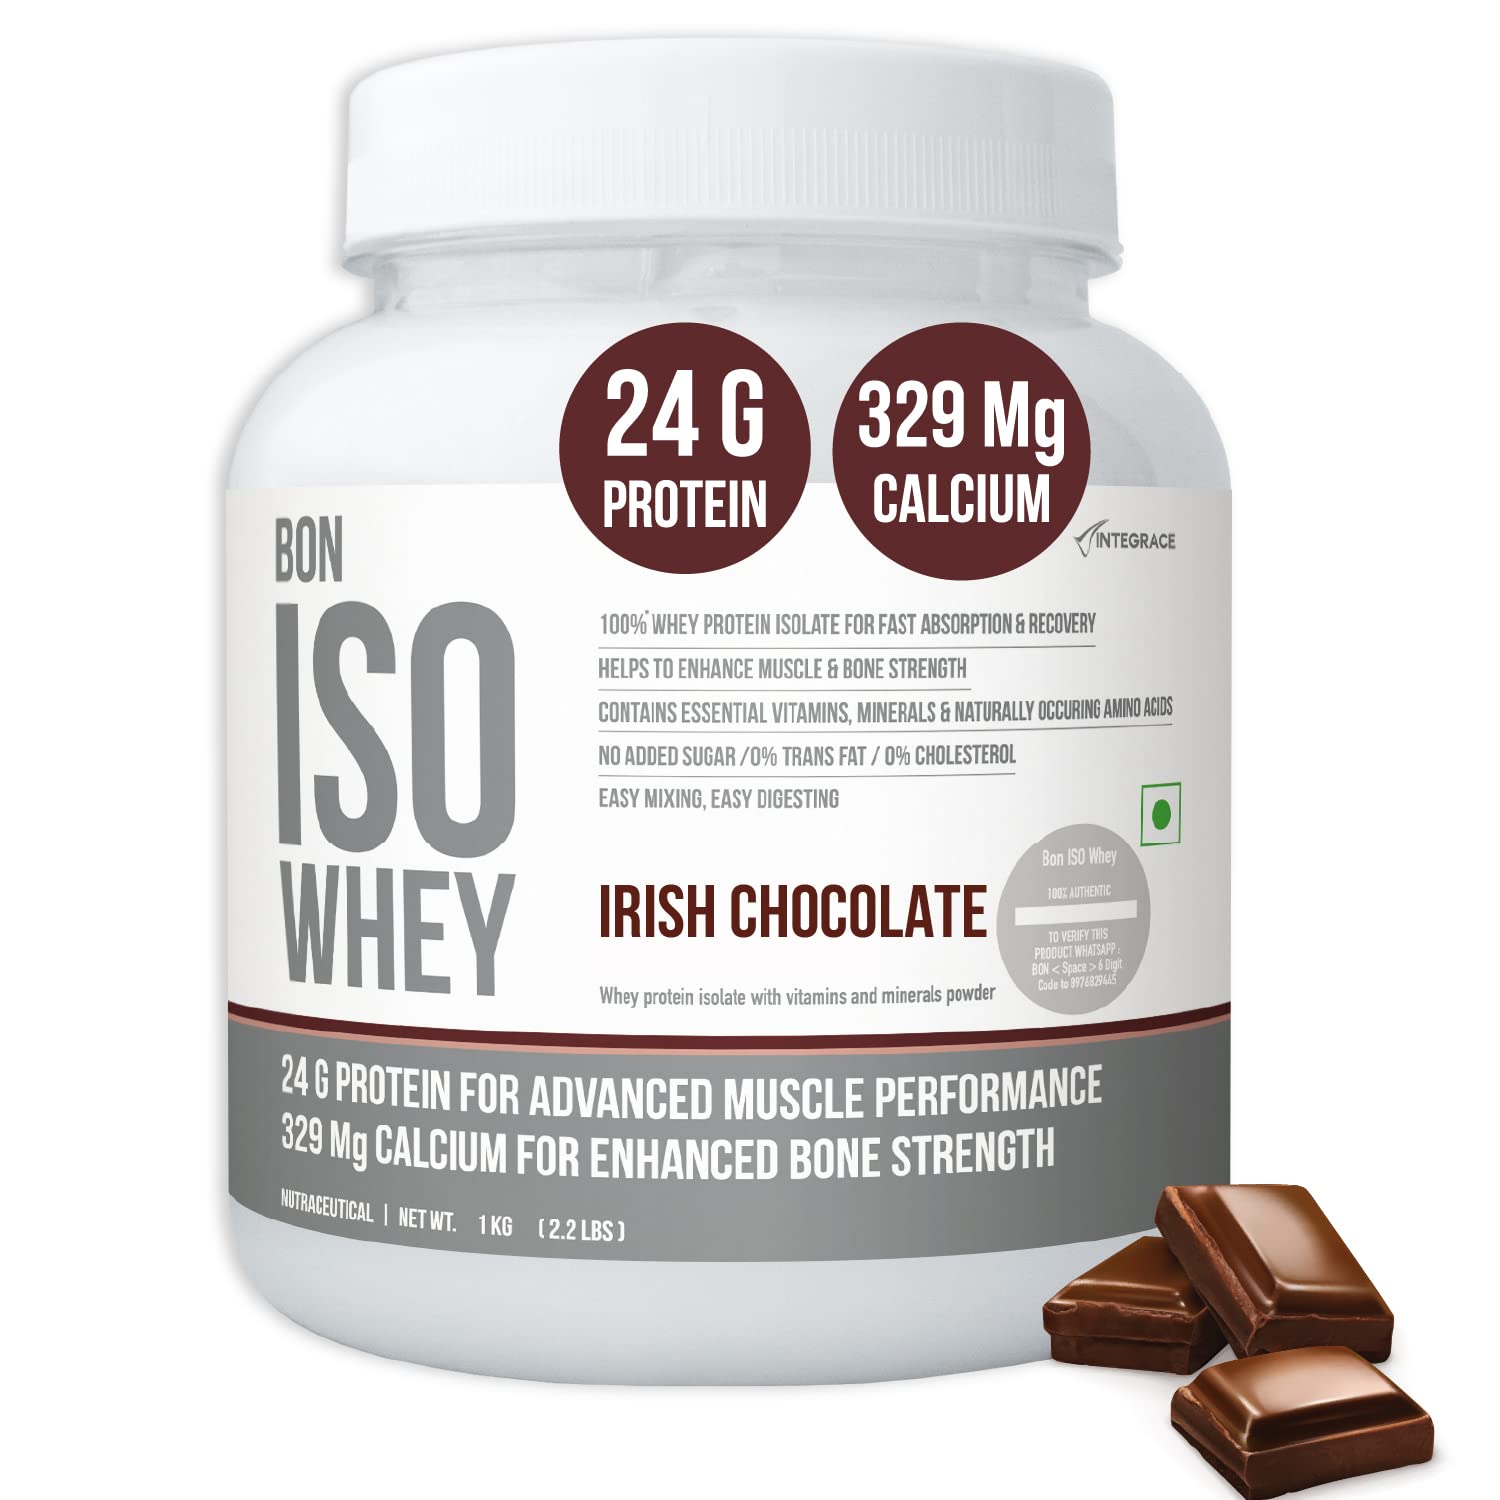 24 G
PROTEIN
329 Mg
CALCIUM
INTEGRACE
BON
ISO
WHEY
100%* WHEY PROTEIN ISOLATE FOR FAST ABSORPTION & RECOVERY
HELPS TO ENHANCE MUSCLE & BONE STRENGTH
CONTAINS ESSENTIAL VITAMINS, MINERALS & NATURALLY OCCURING AMINO ACIDS
NO ADDED SUGAR /0% TRANS FAT / 0% CHOLESTEROL
EASY MIXING, EASY DIGESTING
IRISH CHOCOLATE
Whey protein isolate with vitamins and minerals powder
Bon ISO Whey
100% AUTHENTIC
TO VERIFY THIS
PRODUCT WHATSAPP :
BON < Space > 6 Digit
Code to 8976829445
24 G PROTEIN FOR ADVANCED MUSCLE PERFORMANCE
329 Mg CALCIUM FOR ENHANCED BONE STRENGTH
NUTRACEUTICAL | NET WT. 1 KG ( 2.2 LBS )